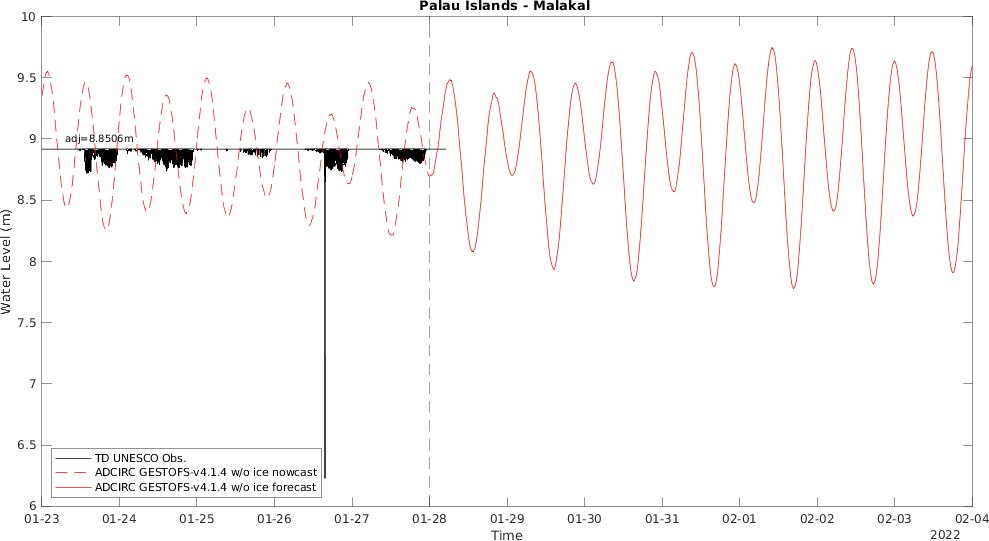 Palau Islands - Malakal
10
9.5
9
8.5
8
7.5
7
6.5
6
Water Level (m)
adj=8.8506m
TD UNESCO Obs.
ADCIRC GESTOFS-v4.1.4 w/o ice nowcast
ADCIRC GESTOFS-v4.1.4 w/o ice forecast
01-23 01-24 01-25 01-26 01-27 01-28 01-29 01-30 01-31 02-01 02-02 02-03 02-04
Time
2022